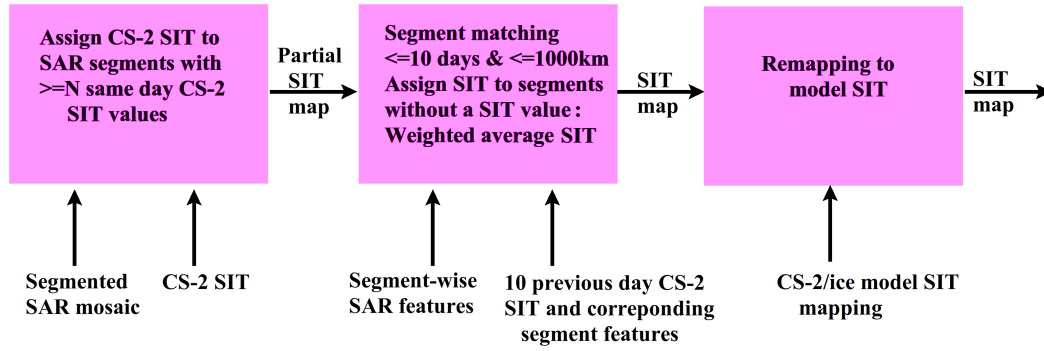 Assign CS-2 SIT to
SAR segments with
>=N same day CS-2
SIT values
Partial
SIT
map
Segment matching
<=10 days & <=1000km
Assign SIT to segments
without a SIT value :
Weighted average SIT
SIT
map
Remapping to
model SIT
SIT
map
Segmented
SAR mosaic
CS-2 SIT
Segment-wise
SAR features
10 previous day CS-2
SIT and correponding
segment features
CS-2/ice model SIT
mapping